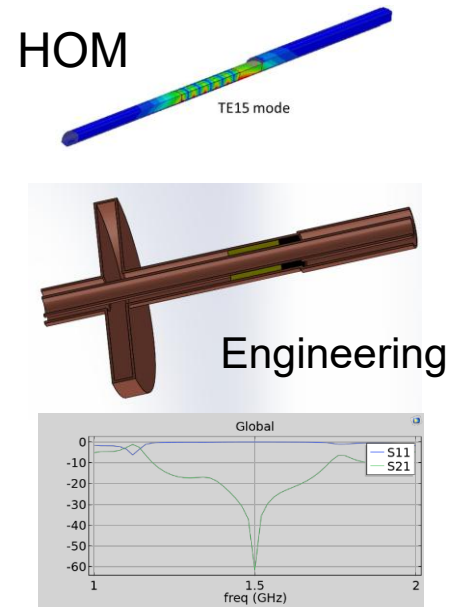 HOM
TE15 mode
Engineering
Global
0
-10
-20
-30
-40
-50
-60
S11
S21
1
1.5
2
freq (GHz)